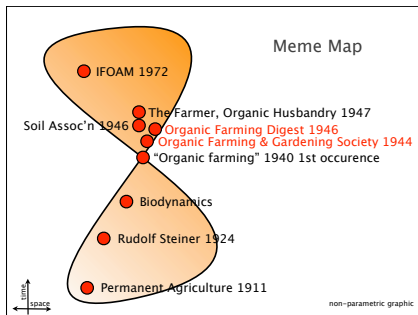 Meme Map
IFOAM 1972
The Farmer, Organic Husbandry 1947
Soil Assoc'n 1946
Organic Farming Digest 1946
Organic Farming & Gardening Society 1944
“Organic farming” 1940 1st occurence
Biodynamics
Rudolf Steiner 1924
Permanent Agriculture 1911
time
space
non-parametric graphic